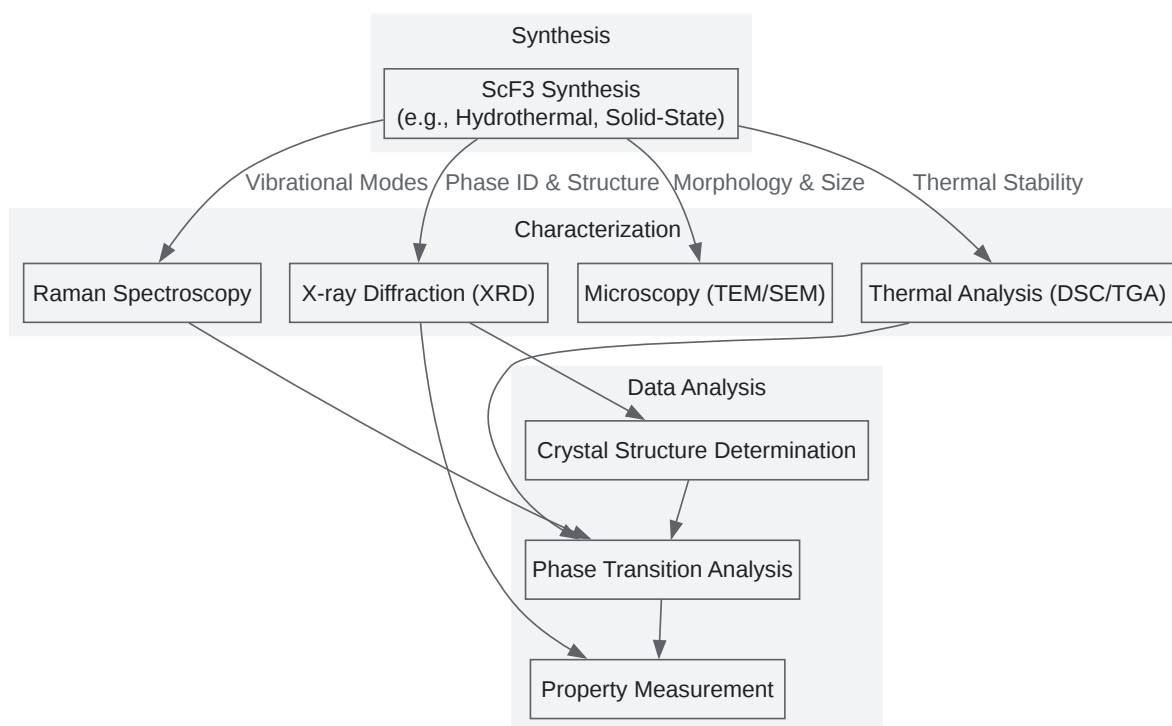 Synthesis
ScF3 Synthesis
(e.g., Hydrothermal, Solid-State)
Vibrational Modes
Phase ID & Structure
Morphology & Size
Thermal Stability
Characterization
Raman Spectroscopy
X-ray Diffraction (XRD)
Microscopy (TEM/SEM)
Thermal Analysis (DSC/TGA)
Data Analysis
Crystal Structure Determination
Phase Transition Analysis
Property Measurement